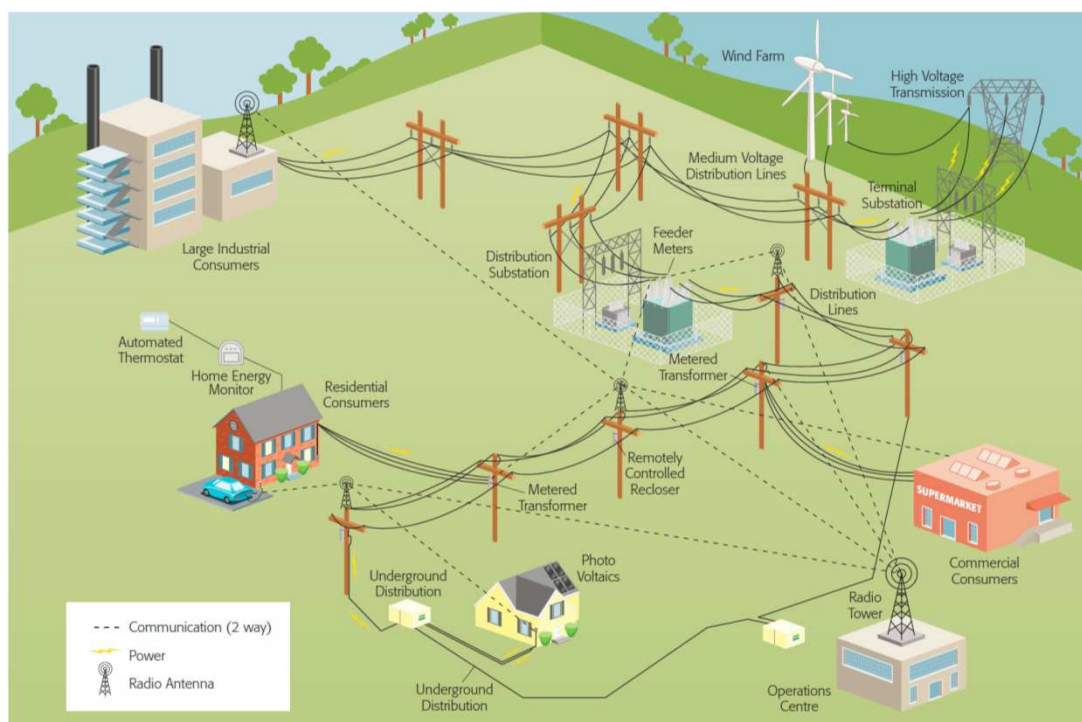 Wind Farm
High Voltage
Transmission
Medium Voltage
Distribution Lines
Terminal
Substation
Large Industrial
Consumers
Distribution
Substation
Feeder
Meters
Distribution
Lines
Automated
Thermostat
Home Energy
Monitor
Residential
Consumers
Metered
Transformer
Metered
Transformer
Remotely
Controlled
Recloser
SUPERMARKET
Commercial
Consumers
Underground
Distribution
Photo
Voltaics
Radio
Tower
Underground
Distribution
Operations
Centre
Communication (2 way)
Power
Radio Antenna